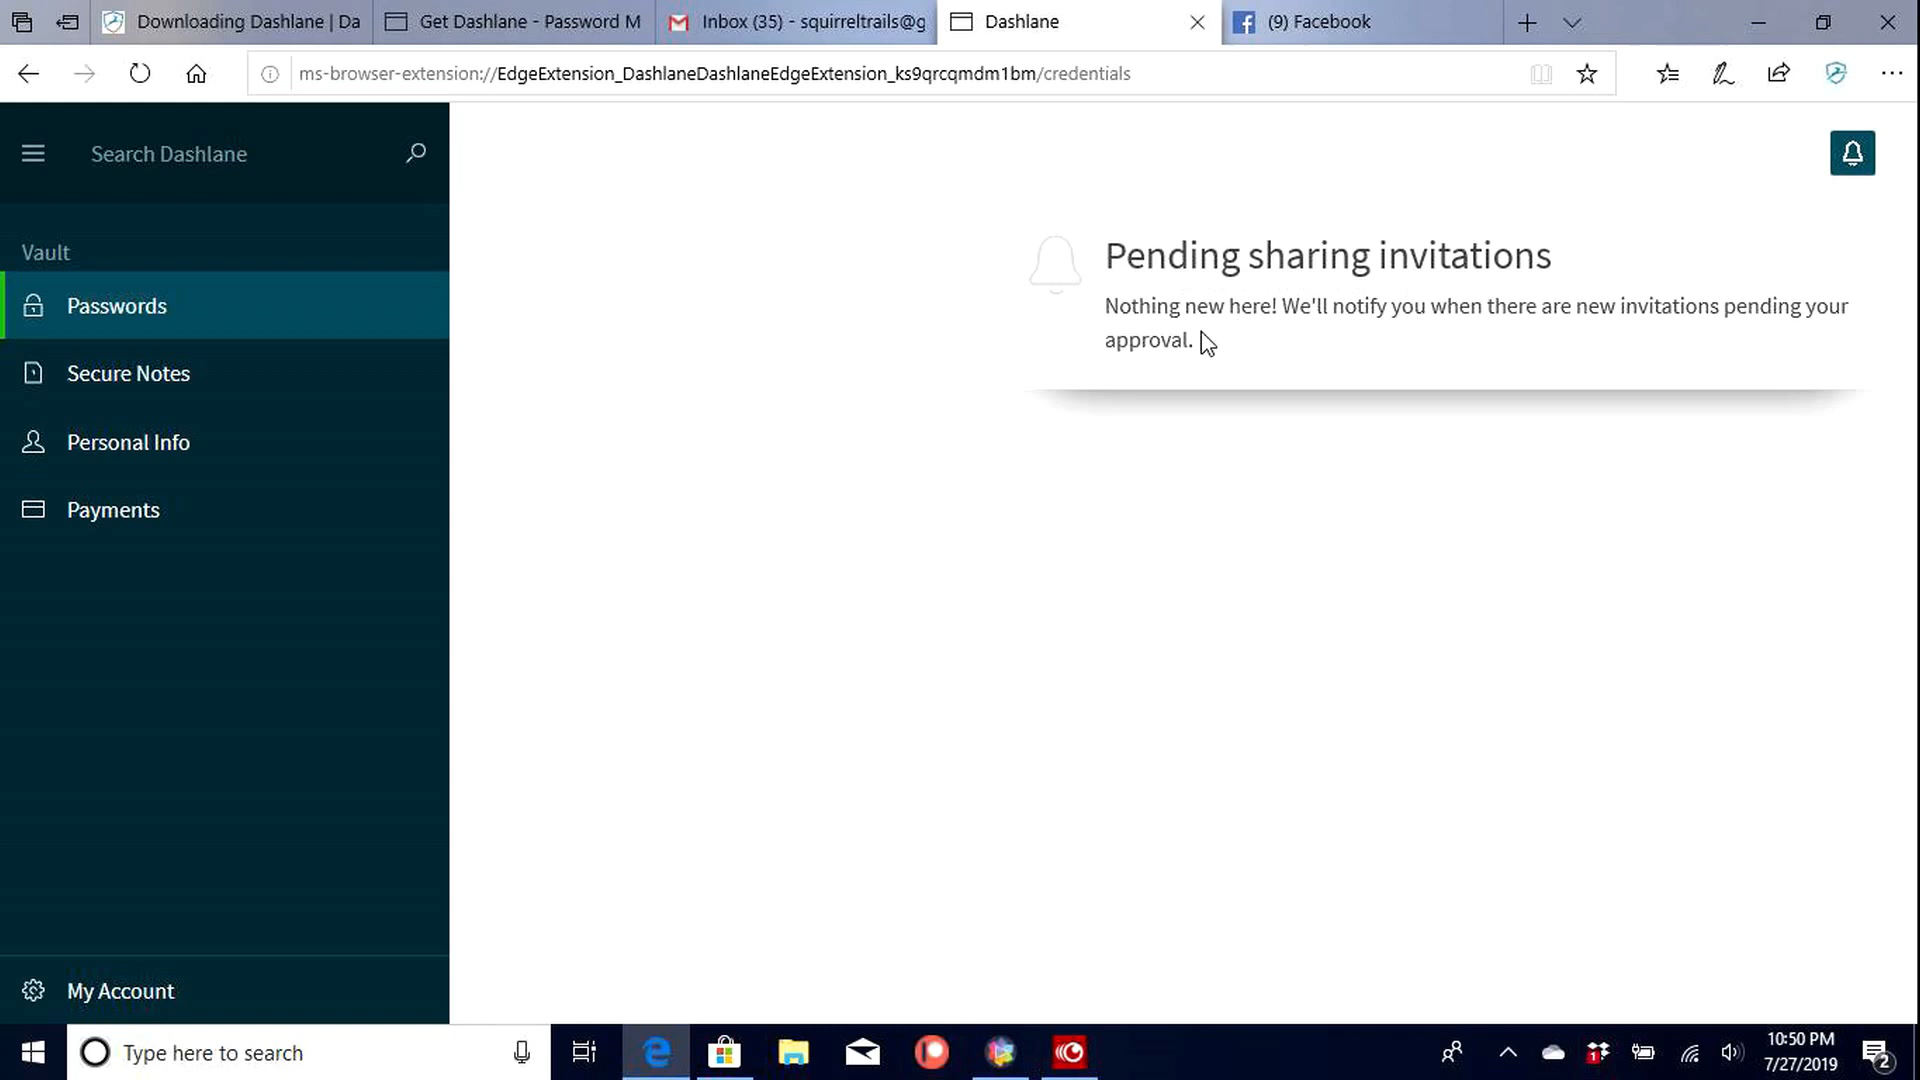 Downloading Dashlane | Da
Get Dashlane - Password M
Inbox (35) - squirreltrails@g
Dashlane
(9) Facebook
ms-browser-extension://EdgeExtension_DashlaneDashlaneEdgeExtension_ks9qrcqmdm1bm/credentials
Search Dashlane
Vault
Passwords
Secure Notes
Personal Info
Payments
My Account
Pending sharing invitations
Nothing new here! We'll notify you when there are new invitations pending your
approval.
Type here to search
1
10:50 PM
7/27/2019
2